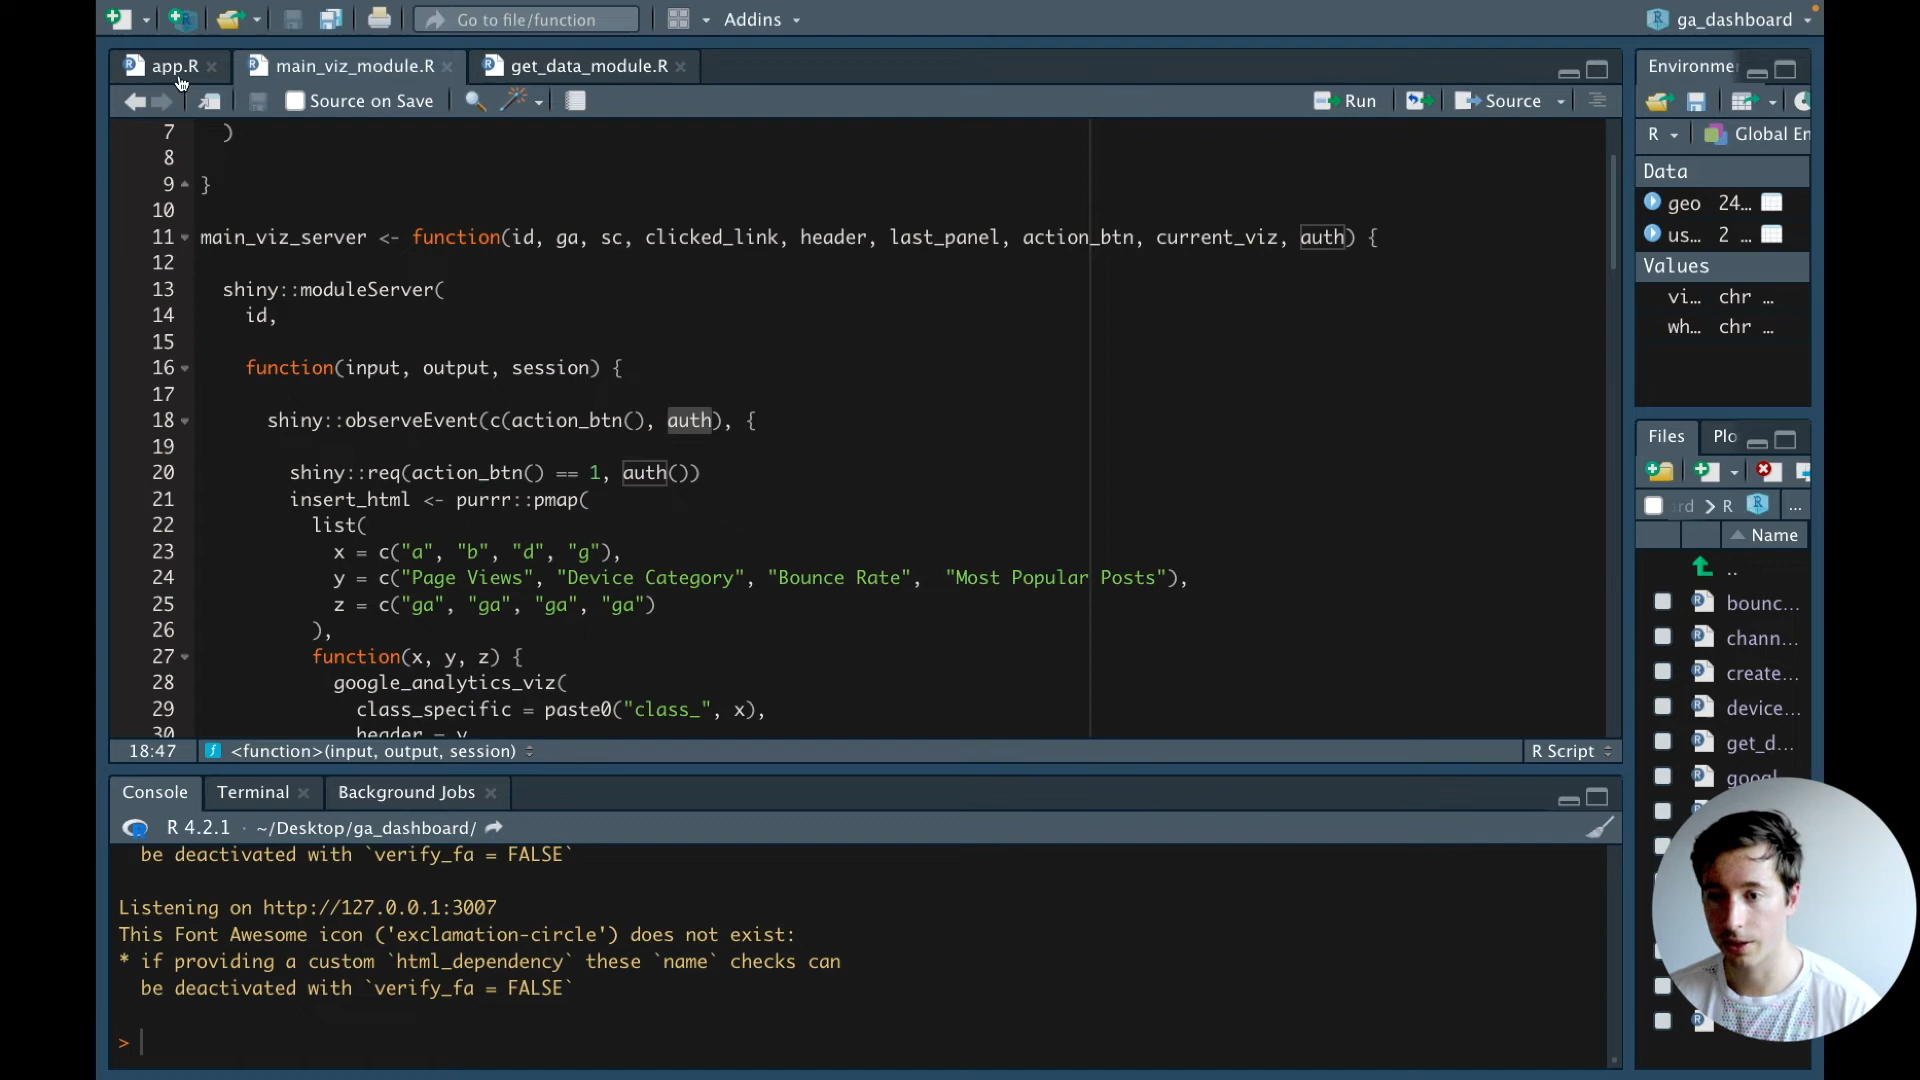 Go to file/function
Addins
ga_dashboard
app.R
main_viz_module.R
get_data_module.R
Source on Save
Run
Source
7 )
8
9 }
10
11 main_viz_server <- function(id, ga, sc, clicked_link, header, last_panel, action_btn, current_viz, auth) {
12
13 shiny::moduleServer(
14 id,
15
16 function(input, output, session) {
17
18 shiny::observeEvent(c(action_btn(), auth), {
19
20 shiny::req(action_btn() == 1, auth())
21 insert_html <- purrr::pmap(
22 list(
23 x = c("a", "b", "d", "g"),
24 y = c("Page Views", "Device Category", "Bounce Rate",  "Most Popular Posts"),
25 z = c("ga", "ga", "ga", "ga")
26 ),
27 function(x, y, z) {
28 google_analytics_viz(
29 class_specific = paste0("class_", x),
30 header = y
18:47
<function>(input, output, session)
R Script
Console
Terminal
Background Jobs
R 4.2.1 · ~/Desktop/ga_dashboard/
be deactivated with `verify_fa = FALSE`
Listening on http://127.0.0.1:3007
This Font Awesome icon ('exclamation-circle') does not exist:
* if providing a custom `html_dependency` these `name` checks can
be deactivated with `verify_fa = FALSE`
>
Environme
R
Global En
Data
geo 24...
us... 2 ...
Values
vi... chr ...
wh... chr ...
Files
Plo
rd > R
...
Name
..
bounc...
chann...
create...
device...
get_d...
googl